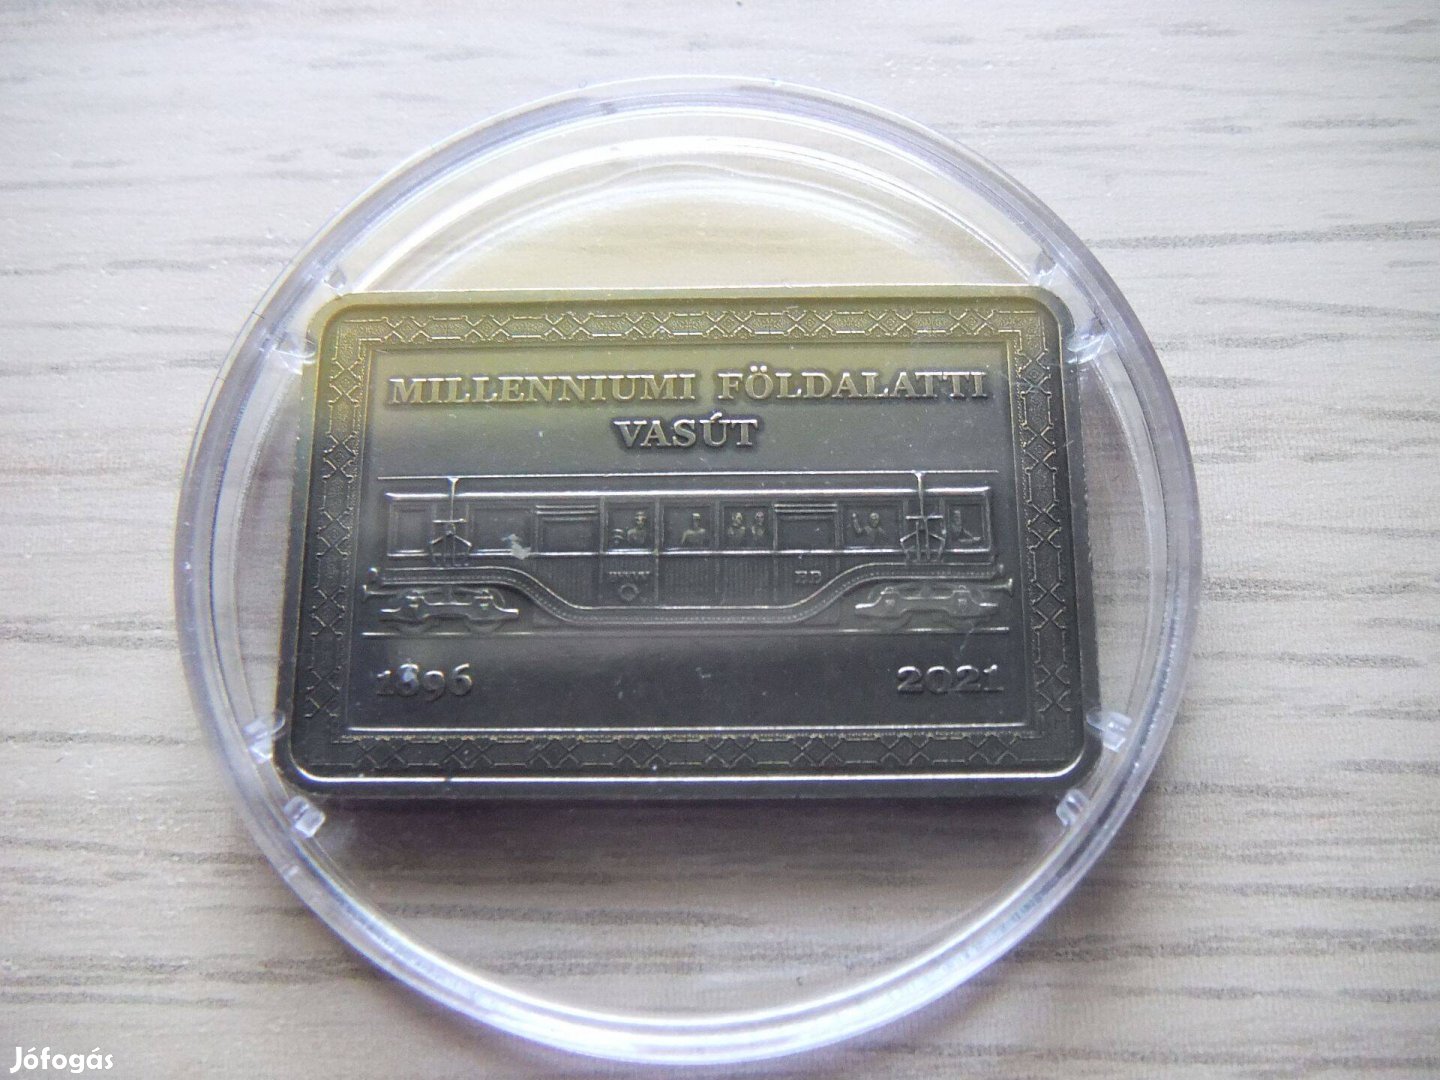 MILLENNIUMI FÖLDALATTI
VASÚT
1896 2021
Jófogás